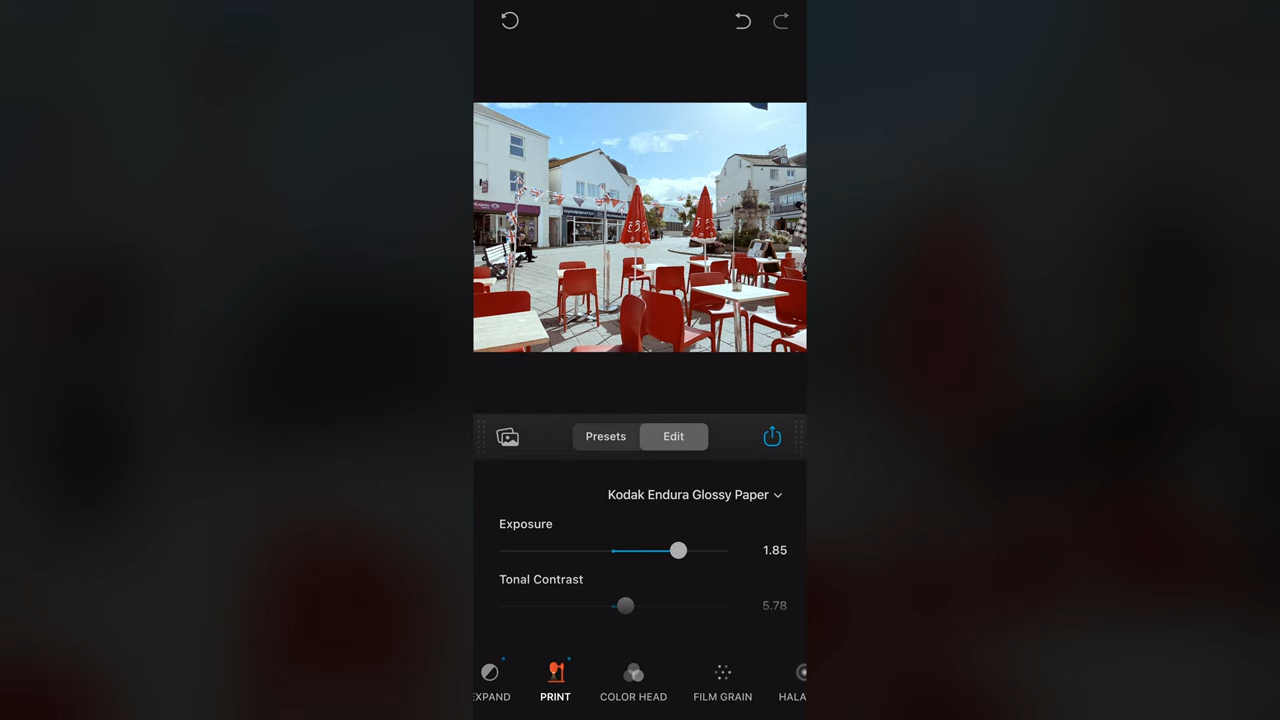 Presets Edit
Kodak Endura Glossy Paper
Exposure
1.85
Tonal Contrast
5.78
EXPAND PRINT COLOR HEAD FILM GRAIN HALA